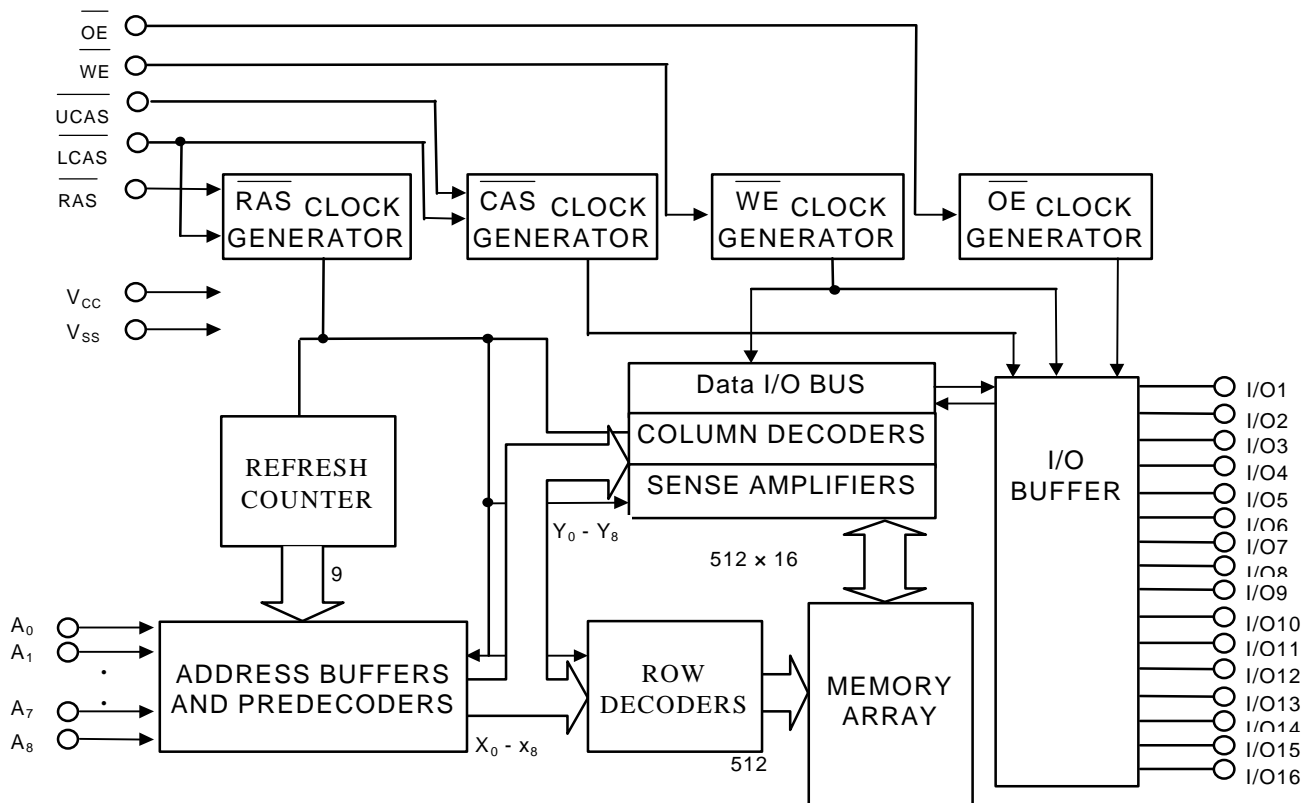 OE
WE
UCAS
LCAS
RAS
RAS CLOCK
GENERATOR
CAS CLOCK
GENERATOR
WE CLOCK
GENERATOR
OE CLOCK
GENERATOR
VCC
VSS
Data I/O BUS
COLUMN DECODERS
SENSE AMPLIFIERS
REFRESH
COUNTER
I/O
BUFFER
I/O1
I/O2
I/O3
I/O4
I/O5
I/O6
I/O7
I/O8
I/O9
I/O10
I/O11
I/O12
I/O13
I/O14
I/O15
I/O16
Y0 - Y8
512 × 16
9
A0
A1
.
.
A7
A8
ADDRESS BUFFERS
AND PREDECODERS
ROW
DECODERS
MEMORY
ARRAY
X0 - x8
512